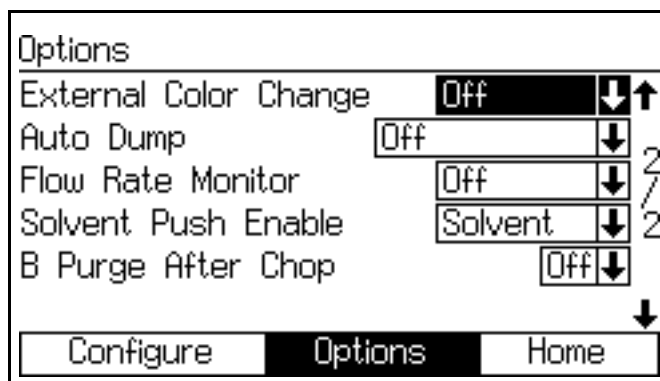 Options
External Color Change Off
Auto Dump Off
Flow Rate Monitor Off
Solvent Push Enable Solvent
B Purge After Chop Off
2/2
Configure Options Home